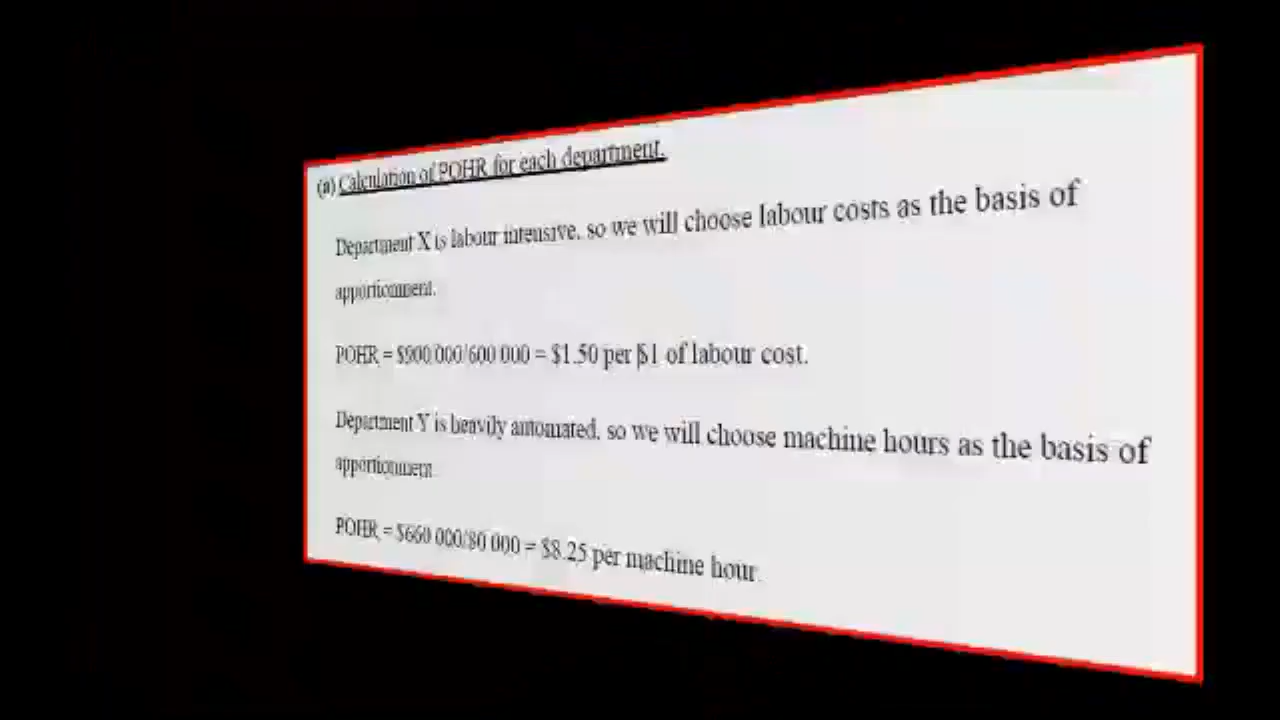 (a) Calculation of POHR for each department.
Department X is labour intensive, so we will choose labour costs as the basis of
apportionment.
POHR = $900 000/600 000 = $1.50 per $1 of labour cost.
Department Y is heavily automated, so we will choose machine hours as the basis of
apportionment.
POHR = $660 000/80 000 = $8.25 per machine hour.